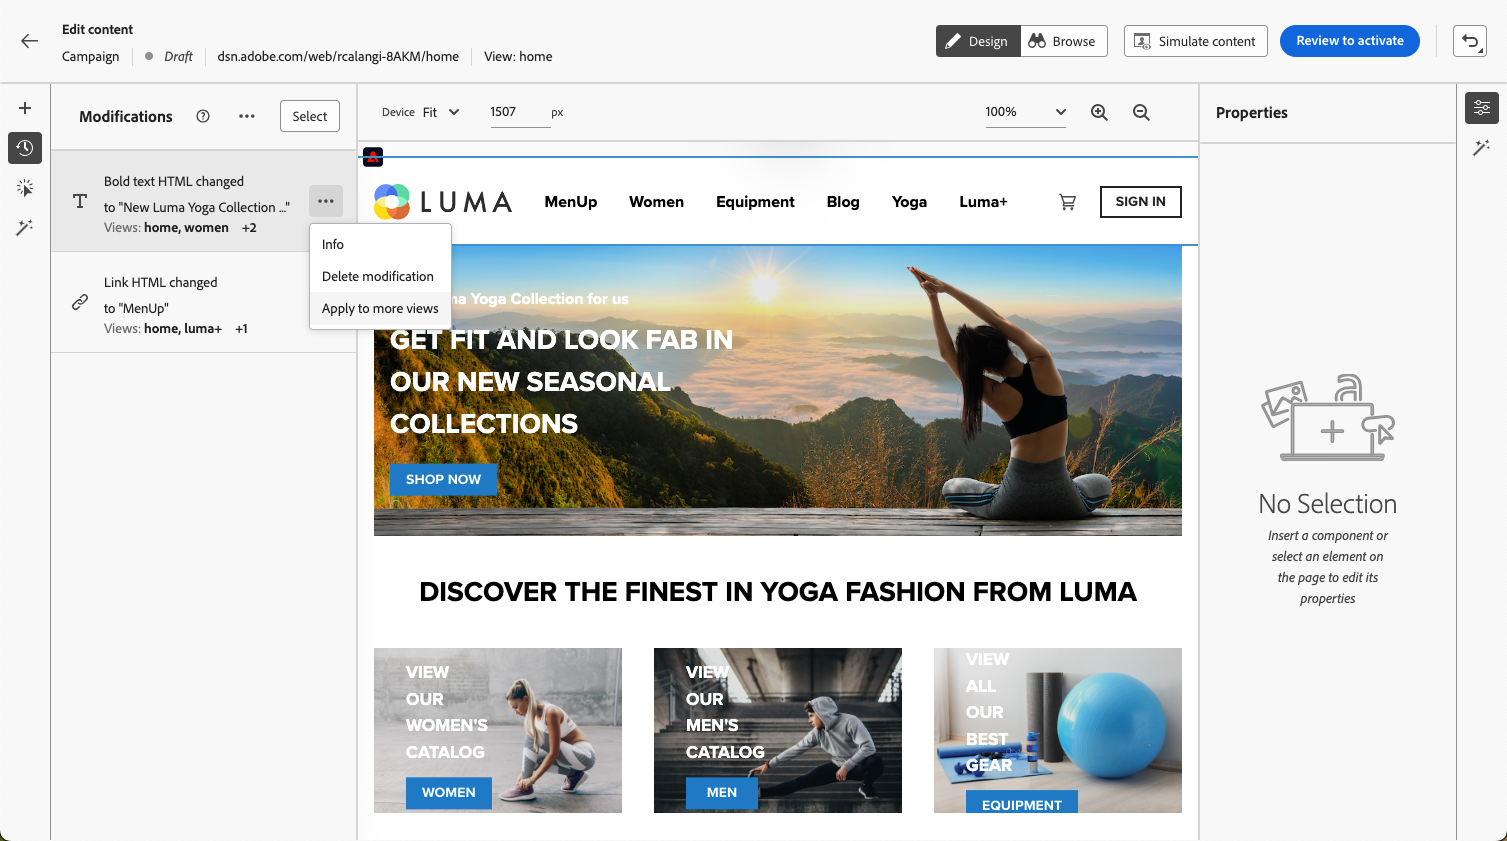 Edit content
Campaign
Draft
dsn.adobe.com/web/rcalangi-8AKM/home
View: home
Design
Browse
Simulate content
Review to activate
Modifications
Select
Bold text HTML changed
to "New Luma Yoga Collection ..."
Views: home, women +2
Info
Delete modification
Apply to more views
Link HTML changed
to "MenUp"
Views: home, luma+ +1
Device Fit
1507 px
100%
LUMA
MenUp
Women
Equipment
Blog
Yoga
Luma+
SIGN IN
Yoga Collection for us
GET FIT AND LOOK FAB IN
OUR NEW SEASONAL
COLLECTIONS
SHOP NOW
DISCOVER THE FINEST IN YOGA FASHION FROM LUMA
VIEW
OUR
WOMEN'S
CATALOG
WOMEN
VIEW
OUR
MEN'S
CATALOG
MEN
VIEW
ALL
OUR
BEST
GEAR
EQUIPMENT
Properties
No Selection
Insert a component or
select an element on
the page to edit its
properties